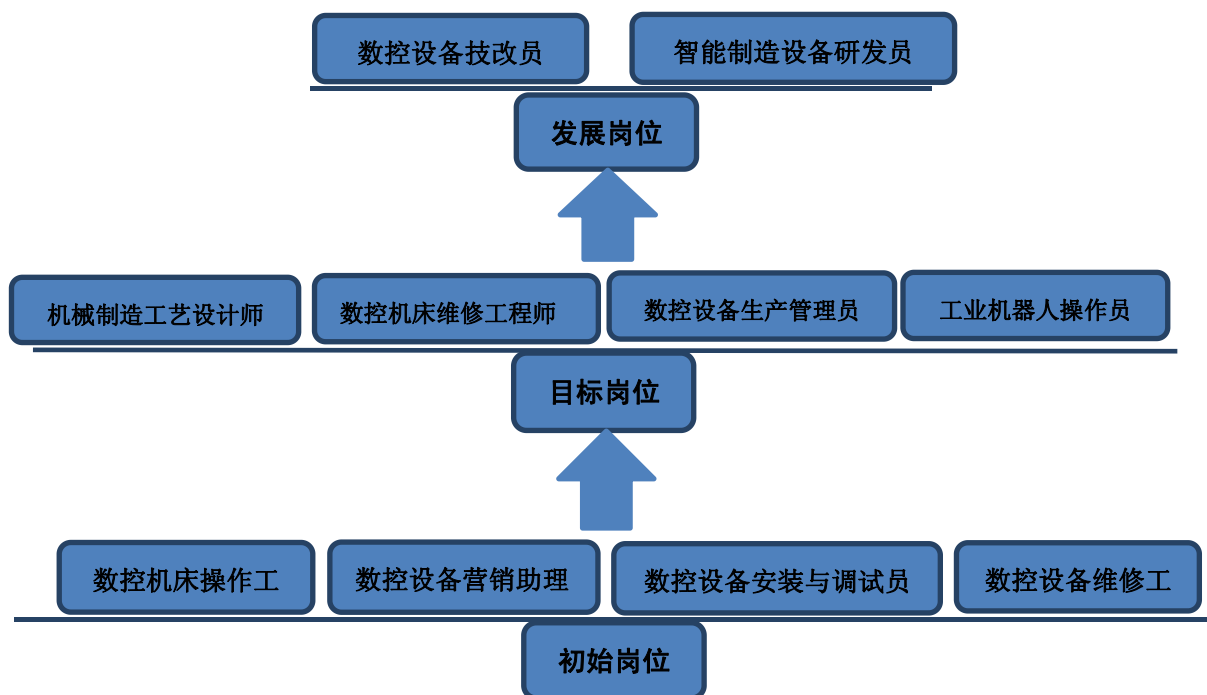 数控设备技改员
智能制造设备研发员
发展岗位
机械制造工艺设计师
数控机床维修工程师
数控设备生产管理员
工业机器人操作员
目标岗位
数控机床操作工
数控设备营销助理
数控设备安装与调试员
数控设备维修工
初始岗位